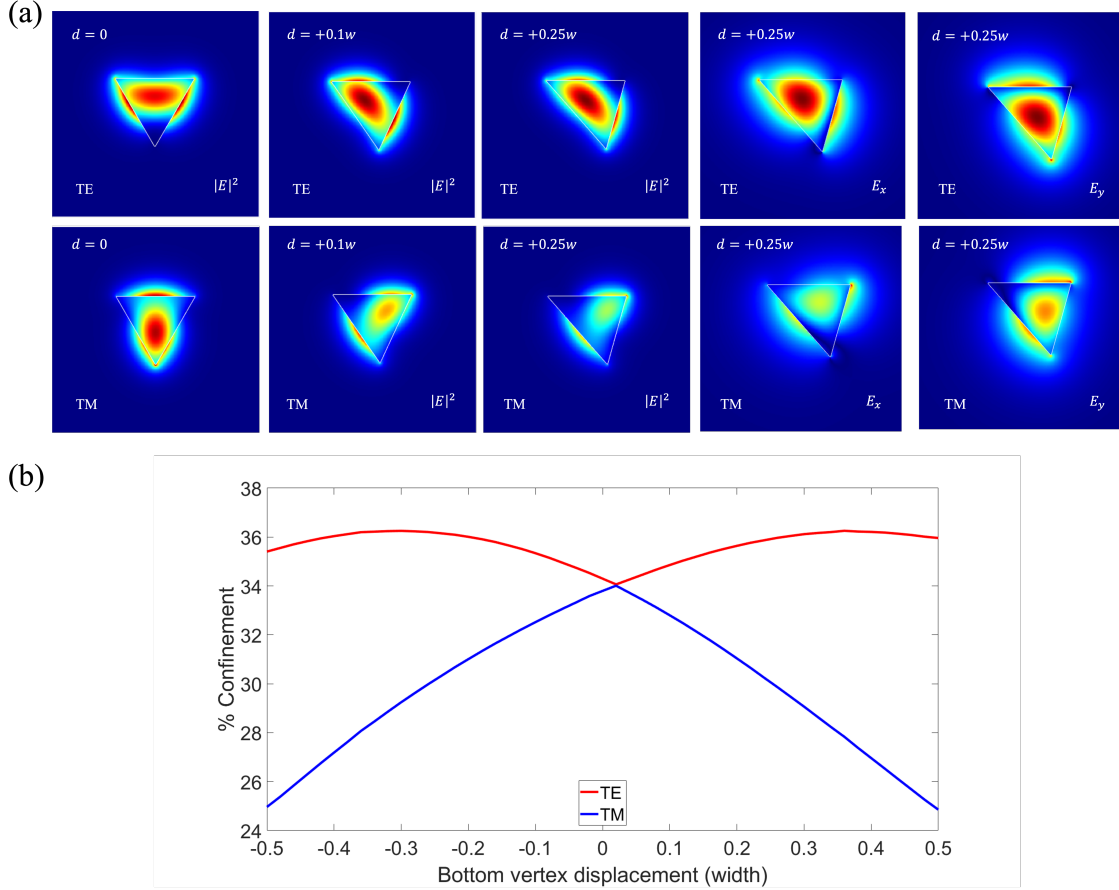 (a)
d = 0
d = +0.1w
d = +0.25w
d = +0.25w
d = +0.25w
TE
|E|²
TE
|E|²
TE
|E|²
TE
Eₓ
TE
E_y
d = 0
d = +0.1w
d = +0.25w
d = +0.25w
d = +0.25w
TM
|E|²
TM
|E|²
TM
|E|²
TM
Eₓ
TM
E_y
(b)
% Confinement
38
36
34
32
30
28
26
24
TE
TM
-0.5
-0.4
-0.3
-0.2
-0.1
0
0.1
0.2
0.3
0.4
0.5
Bottom vertex displacement (width)